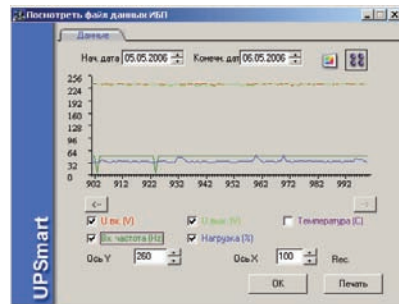 Посмотреть файл данных ИБП
Данные
Нач. дата 05.05.2006 Конечн. дат 06.05.2006
256
224
192
160
128
96
64
32
0
902 912 922 932 942 952 962 972 982 992
<- ->
U вх. (V) U вых. (V) Температура (C)
Вх. частота (Hz) Нагрузка (%)
Ось Y 260 Ось X 100 Rec.
OK Печать
UPSmart